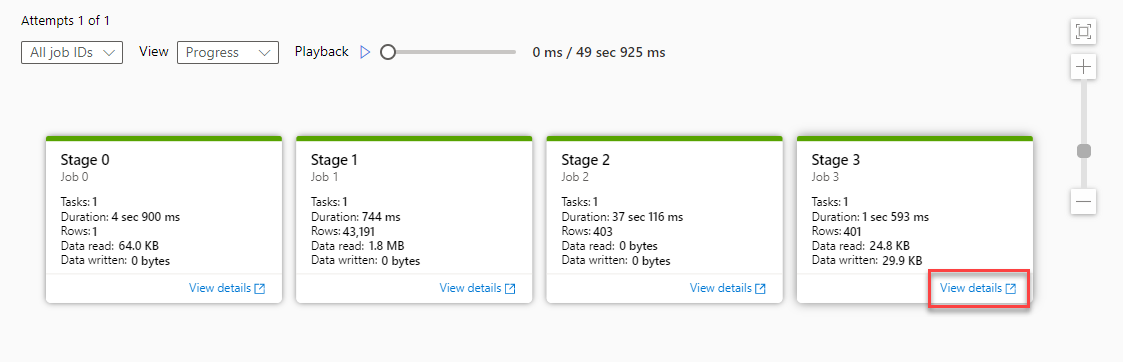 Attempts 1 of 1
All job IDs View Progress Playback 0 ms / 49 sec 925 ms
Stage 0
Job 0
Tasks: 1
Duration: 4 sec 900 ms
Rows: 1
Data read: 64.0 KB
Data written: 0 bytes
View details
Stage 1
Job 1
Tasks: 1
Duration: 744 ms
Rows: 43,191
Data read: 1.8 MB
Data written: 0 bytes
View details
Stage 2
Job 2
Tasks: 1
Duration: 37 sec 116 ms
Rows: 403
Data read: 0 bytes
Data written: 0 bytes
View details
Stage 3
Job 3
Tasks: 1
Duration: 1 sec 593 ms
Rows: 401
Data read: 24.8 KB
Data written: 29.9 KB
View details